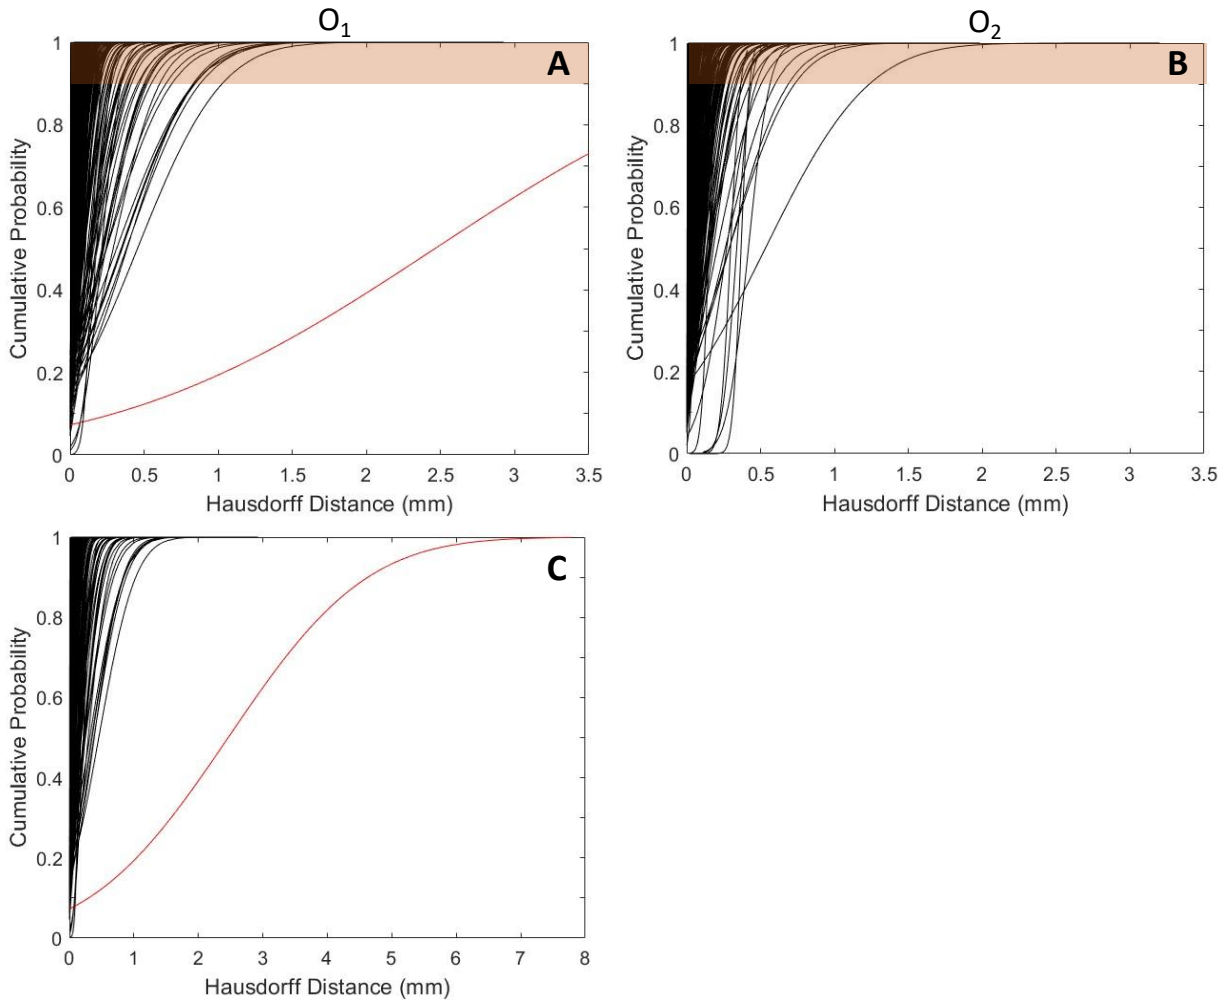 O₁
O₂
A
B
1
0.8
0.6
0.4
0.2
0
Cumulative Probability
0 0.5 1 1.5 2 2.5 3 3.5
Hausdorff Distance (mm)
1
0.8
0.6
0.4
0.2
0
Cumulative Probability
0 0.5 1 1.5 2 2.5 3 3.5
Hausdorff Distance (mm)
C
1
0.8
0.6
0.4
0.2
0
Cumulative Probability
0 1 2 3 4 5 6 7 8
Hausdorff Distance (mm)